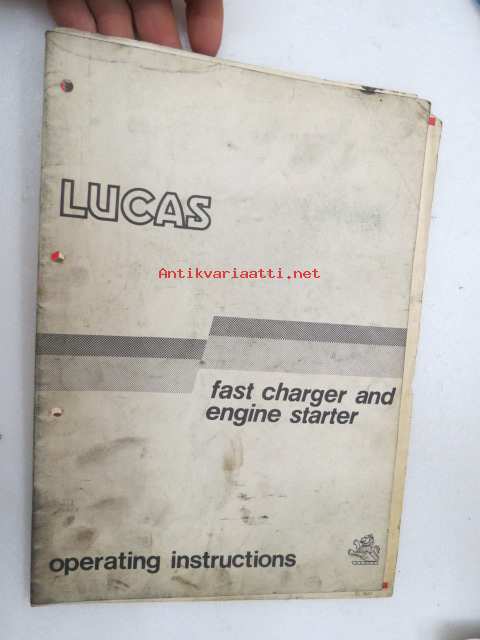 LUCAS
Antikvariaatti.net
fast charger and
engine starter
operating instructions